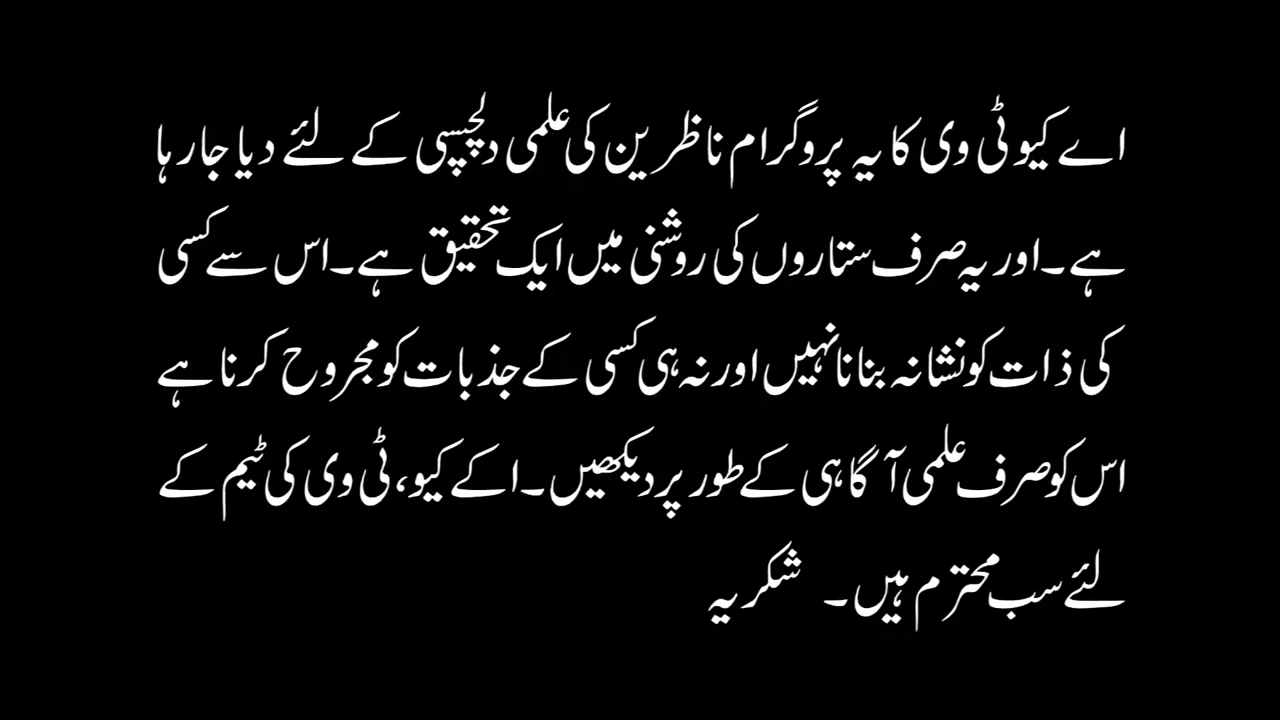 اے کیو ٹی وی کا یہ پروگرام ناظرین کی علمی دلچسپی کے لئے دیا جارہا
ہے۔اور یہ صرف ستاروں کی روشنی میں ایک تحقیق ہے۔اس سے کسی
کی ذات کو نشانہ بنانا نہیں اور نہ ہی کسی کے جذبات کو مجروح کرنا ہے
اس کو صرف علمی آگاہی کے طور پر دیکھیں۔اکے کیو، ٹی وی کی ٹیم کے
لئے سب محترم ہیں۔ شکریہ